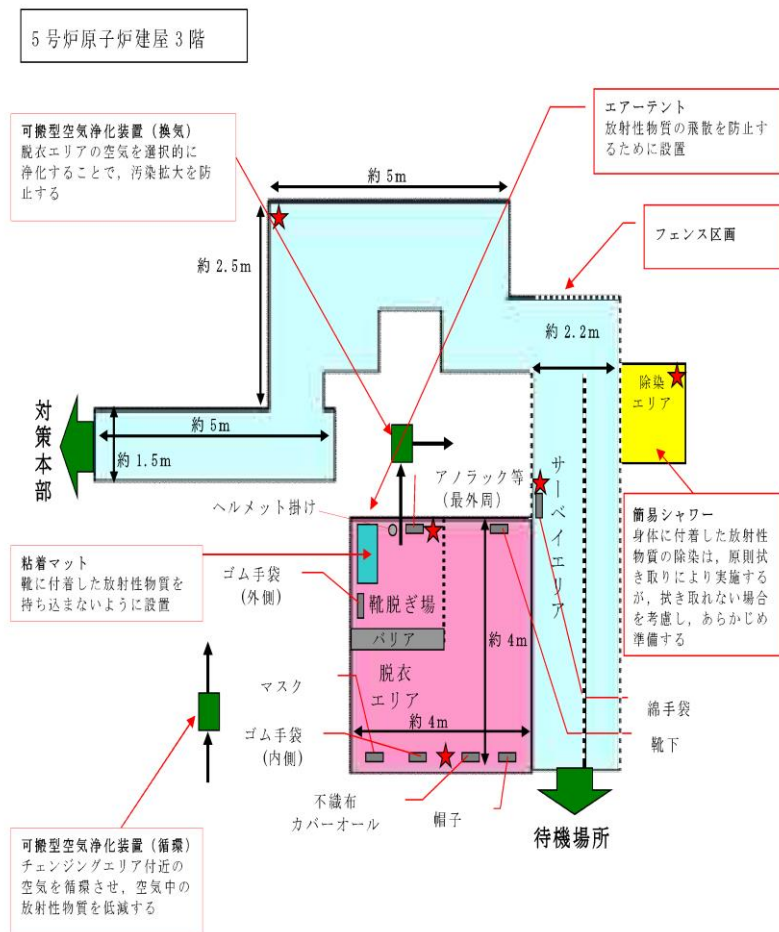 5号炉原子炉建屋3階
可搬型空気浄化装置(換気)
脱衣エリアの空気を選択的に
浄化することで,汚染拡大を防
止する
エアーテント
放射性物質の飛散を防止す
るために設置
約5m
フェンス区画
約2.5m
約2.2m
除染
エリア
対策本部
約5m
約1.5m
アノラック等
(最外周)
サーベイエリア
ヘルメット掛け
簡易シャワー
身体に付着した放射性
物質の除染は,原則拭
き取りにより実施する
が,拭き取れない場合
を考慮し,あらかじめ
準備する
粘着マット
靴に付着した放射性物質を
持ち込まないように設置
ゴム手袋
(外側)
靴脱ぎ場
バリア
約4m
脱衣
エリア
マスク
約4m
綿手袋
ゴム手袋
(内側)
靴下
不織布
カバーオール
帽子
待機場所
可搬型空気浄化装置(循環)
チェンジングエリア付近の
空気を循環させ,空気中の
放射性物質を低減する